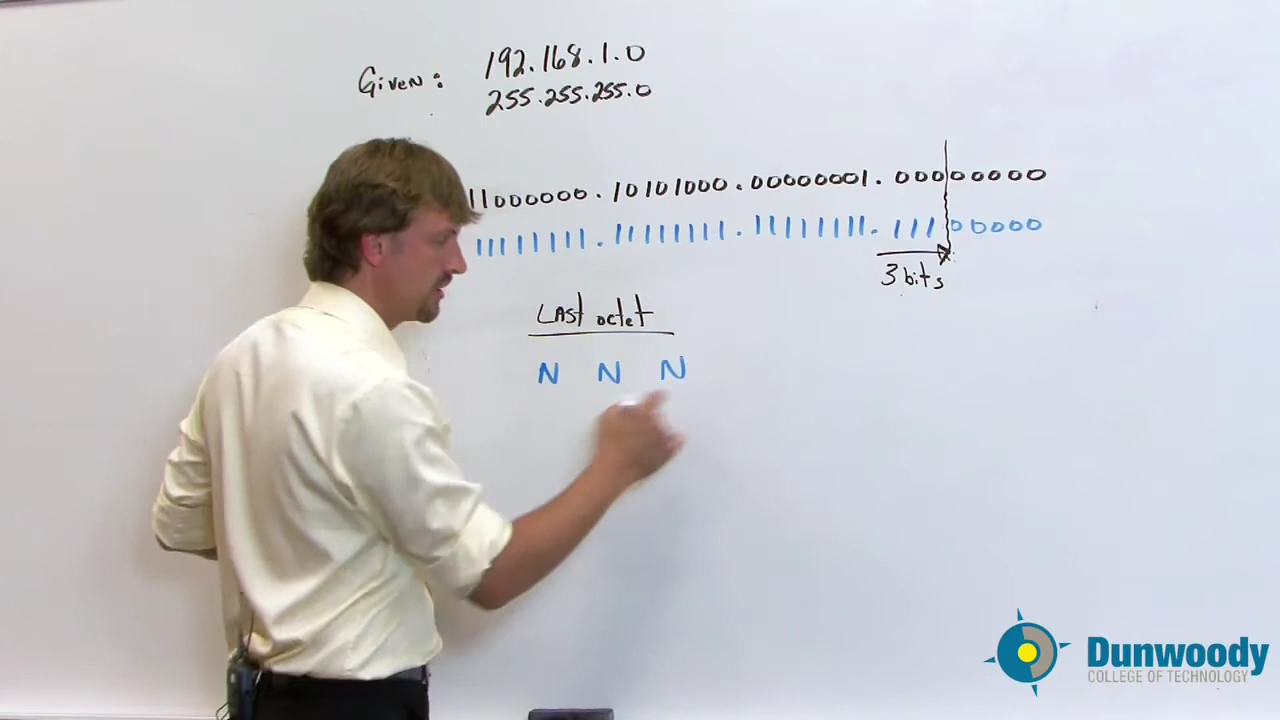 Given: 192.168.1.0
255.255.255.0
11000000.10101000.00000001.00000000
11111111.11111111.11111111.11100000
3 bits
Last octet
N N N
Dunwoody
COLLEGE OF TECHNOLOGY